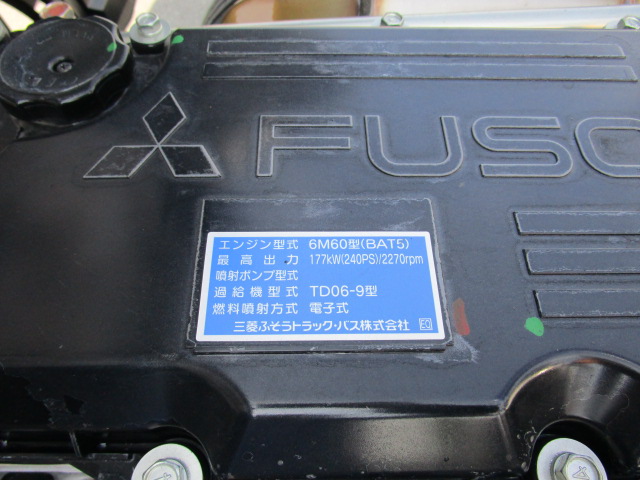 FUSO
エンジン型式 6M60型(BAT5)
最高出力 177kW(240PS)/2270rpm
噴射ポンプ型式
過給機型式 TD06-9型
燃料噴射方式 電子式
三菱ふそうトラック・バス株式会社